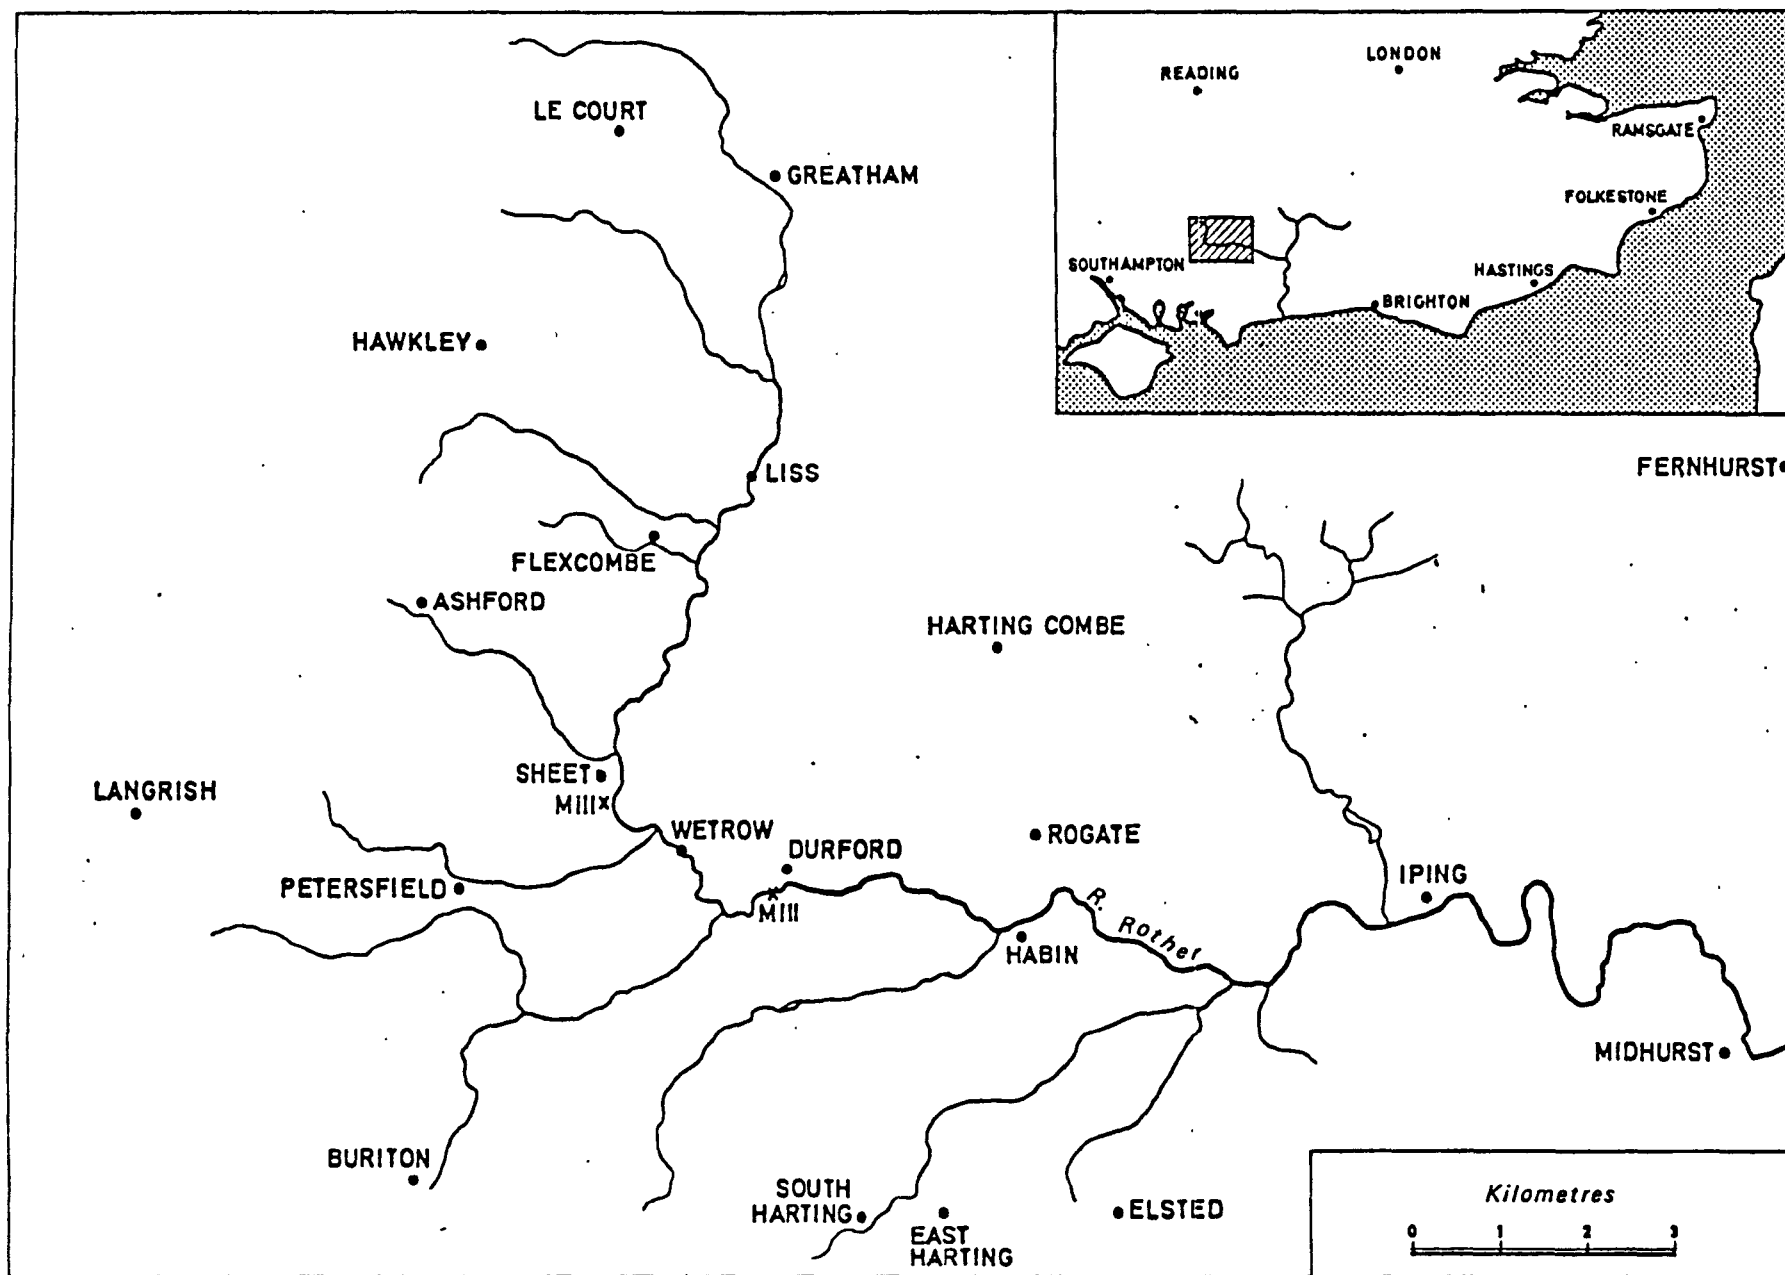 LE COURT
GREATHAM
HAWKLEY
LISS
FLEXCOMBE
ASHFORD
HARTING COMBE
FERNHURST
SHEET
Mill
LANGRISH
WETROW
DURFORD
ROGATE
PETERSFIELD
Mill
IPING
R. Rother
HABIN
MIDHURST
BURITON
SOUTH
HARTING
EAST
HARTING
ELSTED
READING
LONDON
RAMSGATE
FOLKESTONE
SOUTHAMPTON
HASTINGS
BRIGHTON
Kilometres
0 1 2 3